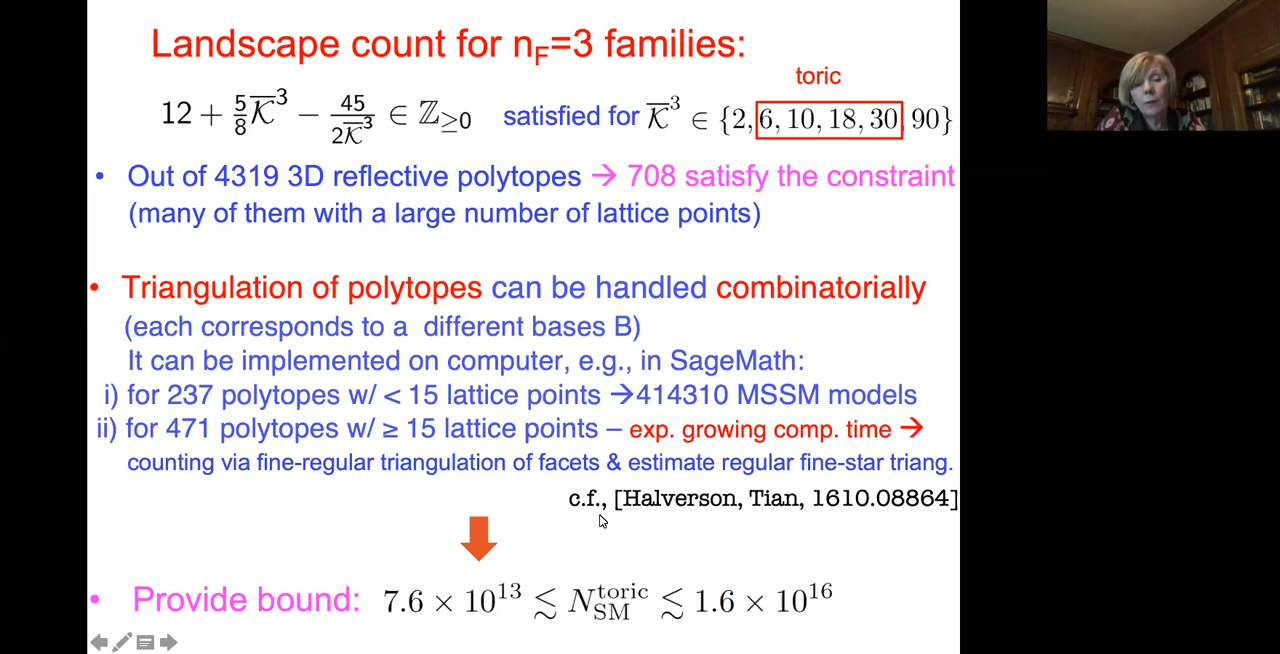 Landscape count for n_F=3 families:
toric
12 + 5/8 K̅³ − 45/(2K̅³) ∈ ℤ≥0 satisfied for K̅³ ∈ {2, 6, 10, 18, 30, 90}
• Out of 4319 3D reflective polytopes → 708 satisfy the constraint
(many of them with a large number of lattice points)
• Triangulation of polytopes can be handled combinatorially
(each corresponds to a different bases B)
It can be implemented on computer, e.g., in SageMath:
i) for 237 polytopes w/ < 15 lattice points →414310 MSSM models
ii) for 471 polytopes w/ ≥ 15 lattice points – exp. growing comp. time →
counting via fine-regular triangulation of facets & estimate regular fine-star triang.
c.f., [Halverson, Tian, 1610.08864]
• Provide bound: 7.6 × 10¹³ ≲ N_SM^toric ≲ 1.6 × 10¹⁶